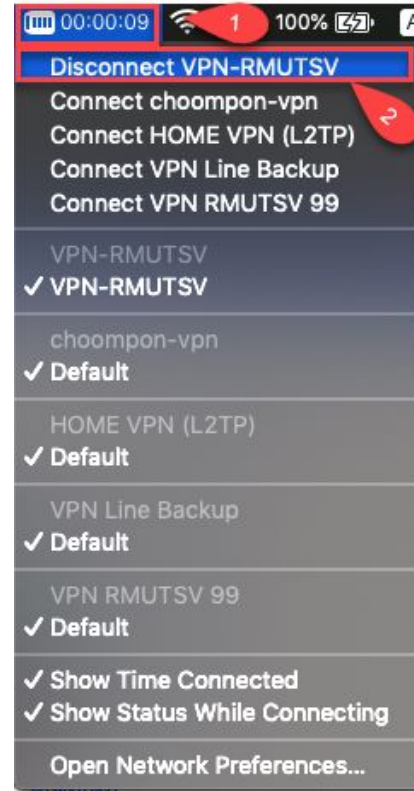 00:00:09 1 100% A
Disconnect VPN-RMUTSV
Connect choompon-vpn
2
Connect HOME VPN (L2TP)
Connect VPN Line Backup
Connect VPN RMUTSV 99
VPN-RMUTSV
✓ VPN-RMUTSV
choompon-vpn
✓ Default
HOME VPN (L2TP)
✓ Default
VPN Line Backup
✓ Default
VPN RMUTSV 99
✓ Default
✓ Show Time Connected
✓ Show Status While Connecting
Open Network Preferences...